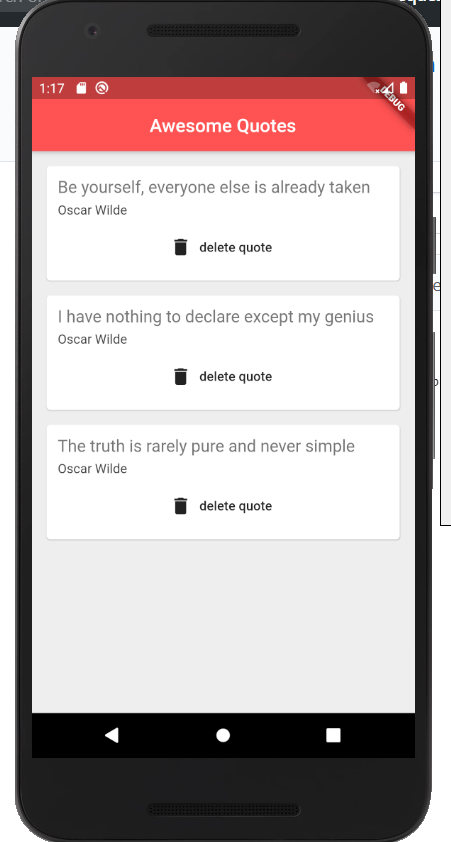 1:17
DEBUG
Awesome Quotes
Be yourself, everyone else is already taken
Oscar Wilde
delete quote
I have nothing to declare except my genius
Oscar Wilde
delete quote
The truth is rarely pure and never simple
Oscar Wilde
delete quote